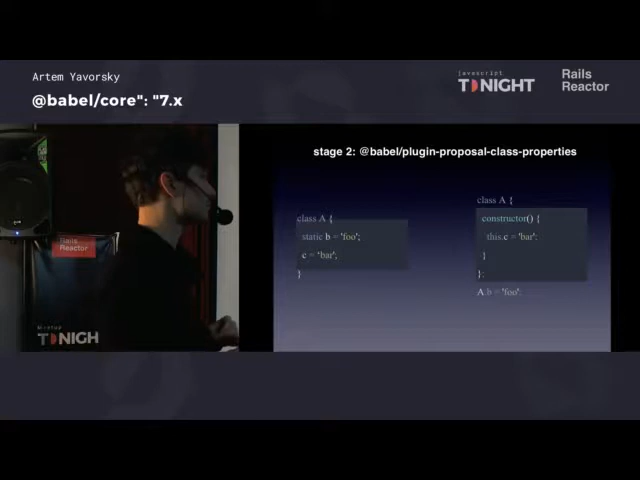 Artem Yavorsky
@babel/core": "7.x
javascript
TONIGHT
Rails
Reactor
stage 2: @babel/plugin-proposal-class-properties
class A {
static b = 'foo';
c = 'bar';
}
class A {
constructor() {
this.c = 'bar';
}
};
A.b = 'foo';
Rails
Reactor
Meetup
TONIGH